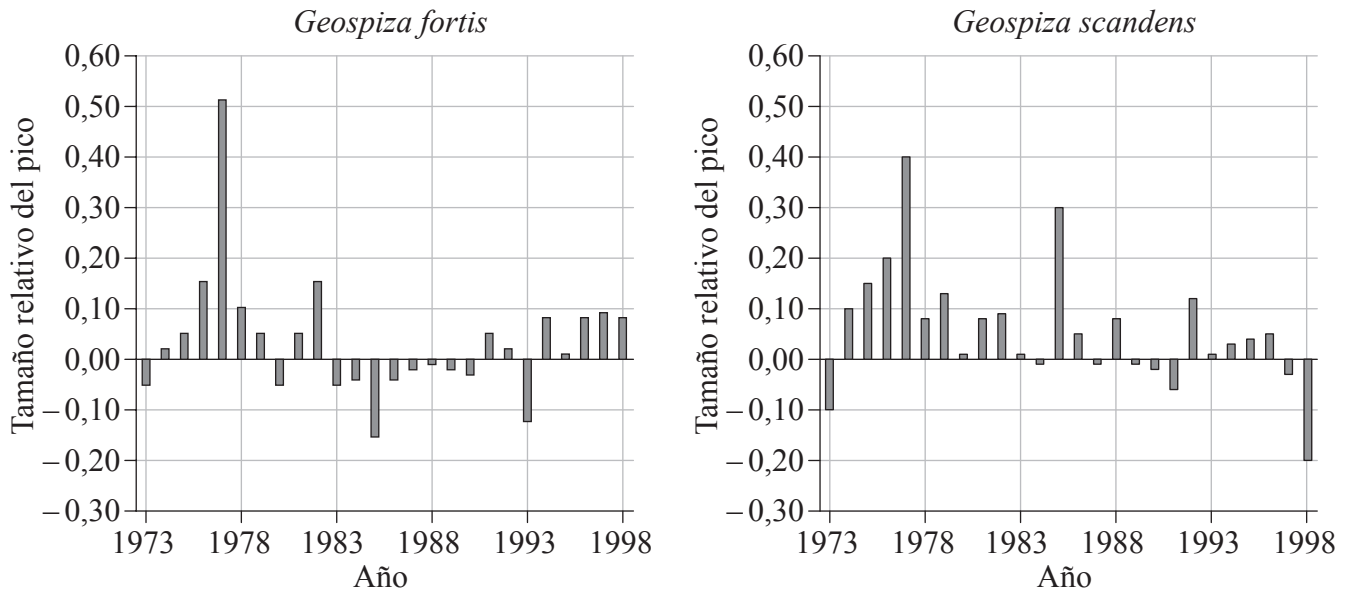 Geospiza fortis
0,60
0,50
0,40
0,30
0,20
0,10
0,00
–0,10
–0,20
–0,30
Tamaño relativo del pico
1973 1978 1983 1988 1993 1998
Año
Geospiza scandens
0,60
0,50
0,40
0,30
0,20
0,10
0,00
–0,10
–0,20
–0,30
Tamaño relativo del pico
1973 1978 1983 1988 1993 1998
Año